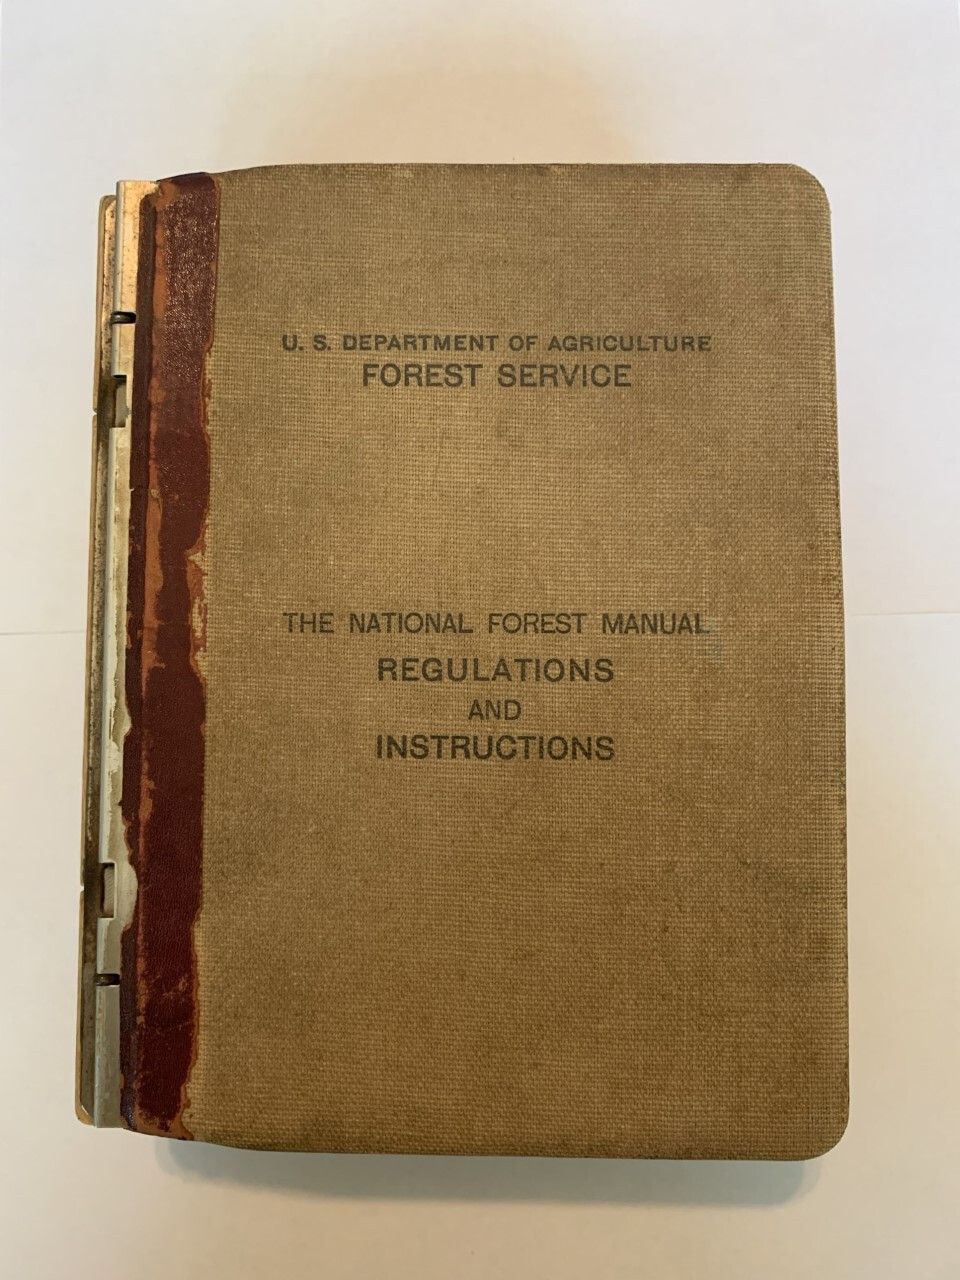 U. S. DEPARTMENT OF AGRICULTURE
FOREST SERVICE
THE NATIONAL FOREST MANUAL
REGULATIONS
AND
INSTRUCTIONS